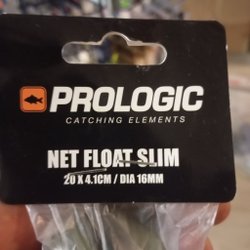 PROLOGIC
CATCHING ELEMENTS
NET FLOAT SLIM
20 X 4.1CM / DIA 16MM